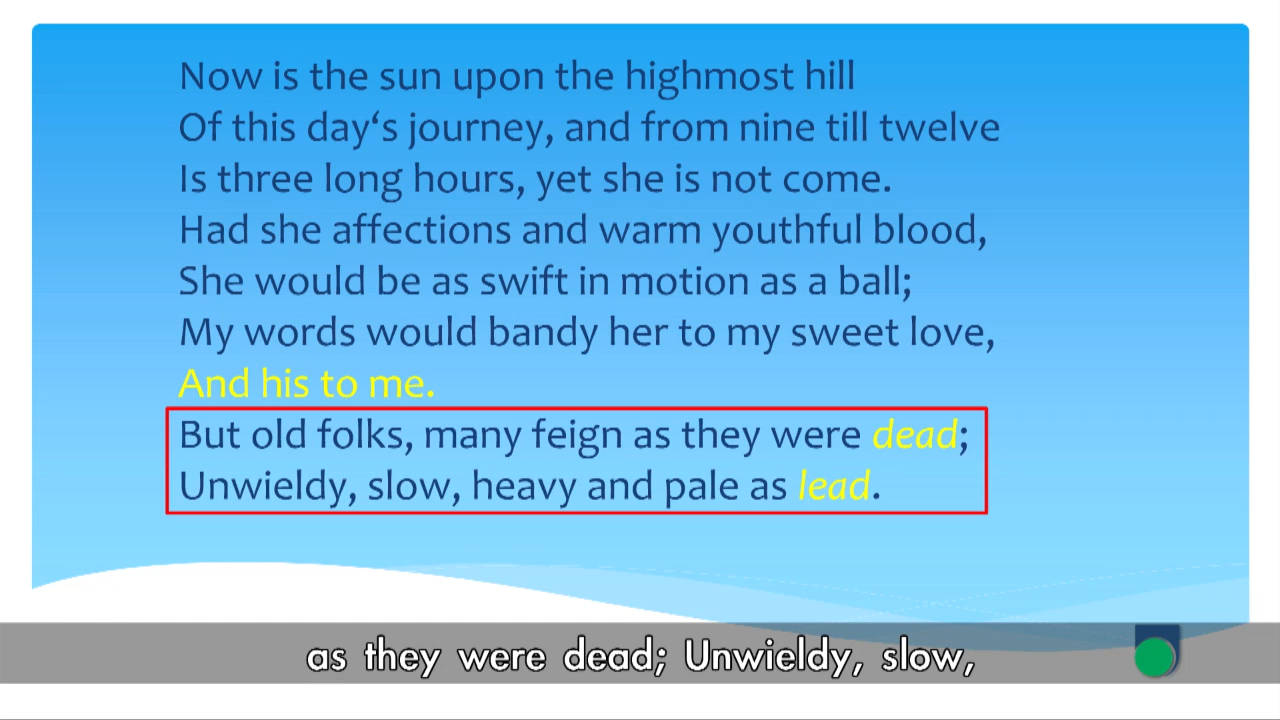 Now is the sun upon the highmost hill
Of this day‘s journey, and from nine till twelve
Is three long hours, yet she is not come.
Had she affections and warm youthful blood,
She would be as swift in motion as a ball;
My words would bandy her to my sweet love,
And his to me.
But old folks, many feign as they were dead;
Unwieldy, slow, heavy and pale as lead.
as they were dead; Unwieldy, slow,